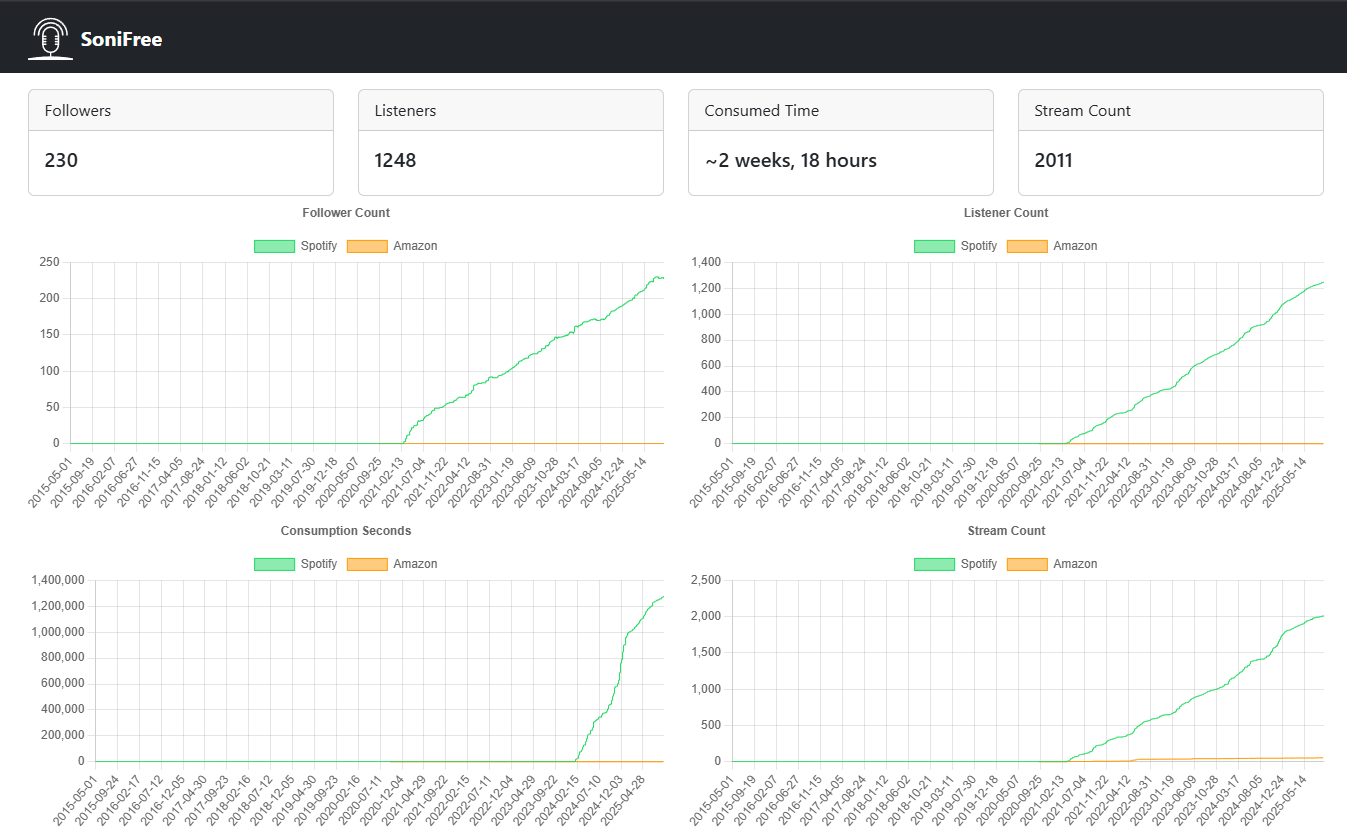 SoniFree
Followers
230
Listeners
1248
Consumed Time
~2 weeks, 18 hours
Stream Count
2011
Follower Count
Spotify Amazon
250
200
150
100
50
0
2015-05-01 2015-09-19 2016-02-07 2016-06-27 2016-11-15 2017-04-05 2017-08-24 2018-01-12 2018-06-02 2018-10-21 2019-03-11 2019-07-30 2019-12-18 2020-05-07 2020-09-25 2021-02-13 2021-07-04 2021-11-22 2022-04-12 2022-08-31 2023-01-19 2023-06-09 2023-10-28 2024-03-17 2024-08-05 2024-12-24 2025-05-14
Listener Count
Spotify Amazon
1,400
1,200
1,000
800
600
400
200
0
2015-05-01 2015-09-19 2016-02-07 2016-06-27 2016-11-15 2017-04-05 2017-08-24 2018-01-12 2018-06-02 2018-10-21 2019-03-11 2019-07-30 2019-12-18 2020-05-07 2020-09-25 2021-02-13 2021-07-04 2021-11-22 2022-04-12 2022-08-31 2023-01-19 2023-06-09 2023-10-28 2024-03-17 2024-08-05 2024-12-24 2025-05-14
Consumption Seconds
Spotify Amazon
1,400,000
1,200,000
1,000,000
800,000
600,000
400,000
200,000
0
2015-05-01 2015-09-24 2016-02-17 2016-07-12 2016-12-05 2017-04-30 2017-09-23 2018-02-16 2018-07-12 2018-12-05 2019-04-30 2019-09-23 2020-02-16 2020-07-11 2020-12-04 2021-04-29 2021-09-22 2022-02-15 2022-07-11 2022-12-04 2023-04-29 2023-09-22 2024-02-15 2024-07-10 2024-12-03 2025-04-28
Stream Count
Spotify Amazon
2,500
2,000
1,500
1,000
500
0
2015-05-01 2015-09-19 2016-02-07 2016-06-27 2016-11-15 2017-04-05 2017-08-24 2018-01-12 2018-06-02 2018-10-21 2019-03-11 2019-07-30 2019-12-18 2020-05-07 2020-09-25 2021-02-13 2021-07-04 2021-11-22 2022-04-12 2022-08-31 2023-01-19 2023-06-09 2023-10-28 2024-03-17 2024-08-05 2024-12-24 2025-05-14